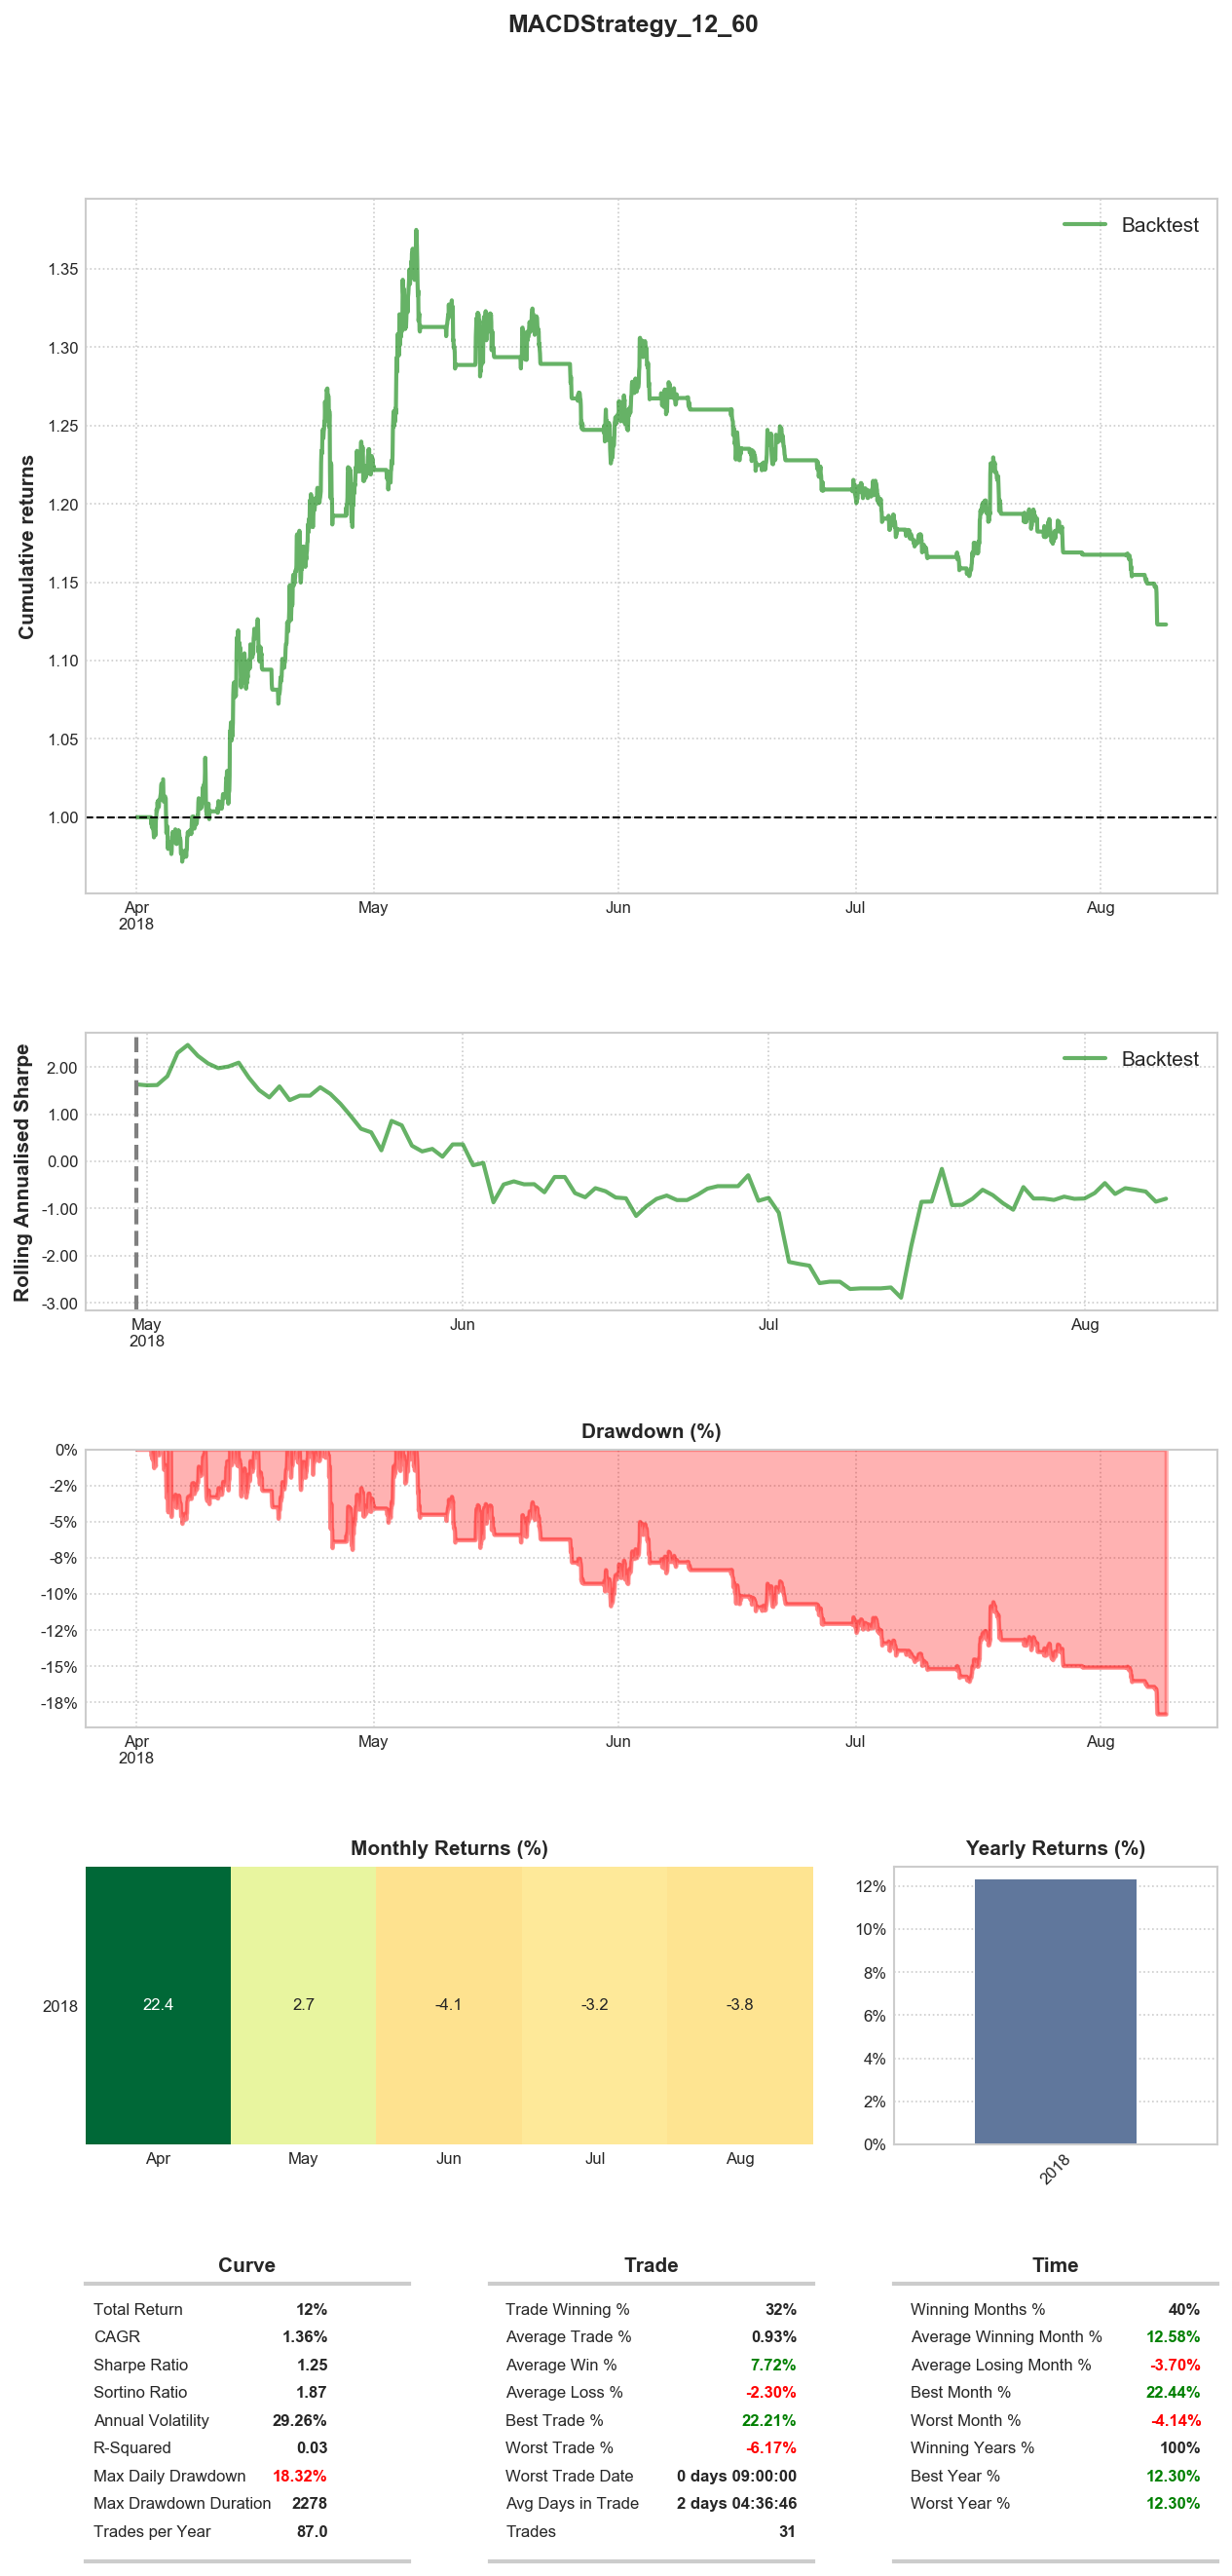 MACDStrategy_12_60
Cumulative returns
Backtest
1.35
1.30
1.25
1.20
1.15
1.10
1.05
1.00
Apr May Jun Jul Aug
2018
Rolling Annualised Sharpe
Backtest
2.00
1.00
0.00
-1.00
-2.00
-3.00
May Jun Jul Aug
2018
Drawdown (%)
0%
-2%
-5%
-8%
-10%
-12%
-15%
-18%
Apr May Jun Jul Aug
2018
Monthly Returns (%)
2018 22.4 2.7 -4.1 -3.2 -3.8
Apr May Jun Jul Aug
Yearly Returns (%)
12%
10%
8%
6%
4%
2%
0%
2018
Curve
Total Return 12%
CAGR 1.36%
Sharpe Ratio 1.25
Sortino Ratio 1.87
Annual Volatility 29.26%
R-Squared 0.03
Max Daily Drawdown 18.32%
Max Drawdown Duration 2278
Trades per Year 87.0
Trade
Trade Winning % 32%
Average Trade % 0.93%
Average Win % 7.72%
Average Loss % -2.30%
Best Trade % 22.21%
Worst Trade % -6.17%
Worst Trade Date 0 days 09:00:00
Avg Days in Trade 2 days 04:36:46
Trades 31
Time
Winning Months % 40%
Average Winning Month % 12.58%
Average Losing Month % -3.70%
Best Month % 22.44%
Worst Month % -4.14%
Winning Years % 100%
Best Year % 12.30%
Worst Year % 12.30%